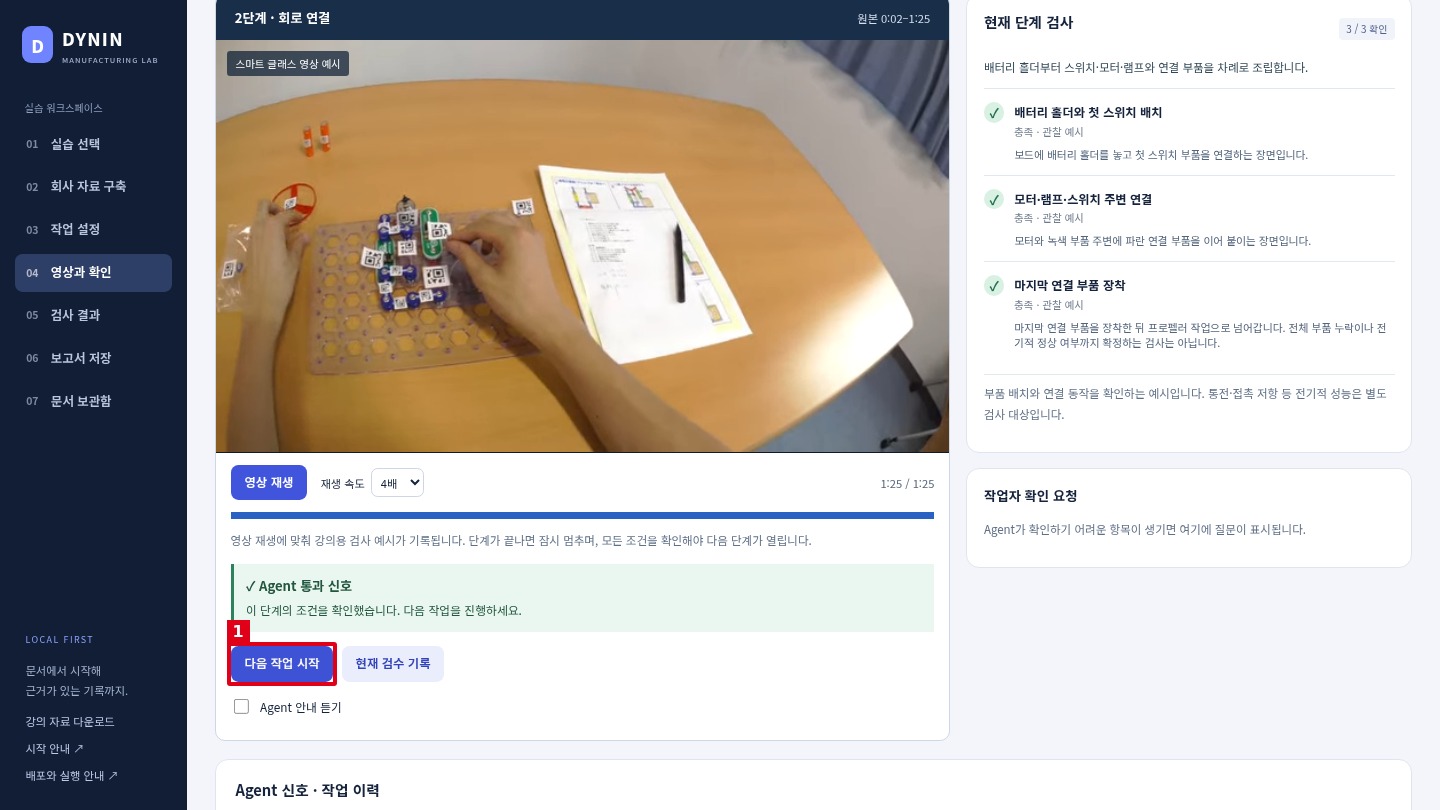 D
DYNIN
MANUFACTURING LAB
실습 워크스페이스
01 실습 선택
02 회사 자료 구축
03 작업 설정
04 영상과 확인
05 검사 결과
06 보고서 저장
07 문서 보관함
LOCAL FIRST
문서에서 시작해
근거가 있는 기록까지.
강의 자료 다운로드
시작 안내 ↗
배포와 실행 안내 ↗
2단계 · 회로 연결
원본 0:02–1:25
스마트 글래스 영상 예시
영상 재생
재생 속도
4배
1:25 / 1:25
영상 재생에 맞춰 강의용 검사 예시가 기록됩니다. 단계가 끝나면 잠시 멈추며, 모든 조건을 확인해야 다음 단계가 열립니다.
✓ Agent 통과 신호
이 단계의 조건을 확인했습니다. 다음 작업을 진행하세요.
1
다음 작업 시작
현재 검수 기록
Agent 안내 듣기
현재 단계 검사
3 / 3 확인
배터리 홀더부터 스위치·모터·램프와 연결 부품을 차례로 조립합니다.
✓ 배터리 홀더와 첫 스위치 배치
충족 · 관찰 예시
보드에 배터리 홀더를 놓고 첫 스위치 부품을 연결하는 장면입니다.
✓ 모터·램프·스위치 주변 연결
충족 · 관찰 예시
모터와 녹색 부품 주변에 파란 연결 부품을 이어 붙이는 장면입니다.
✓ 마지막 연결 부품 장착
충족 · 관찰 예시
마지막 연결 부품을 장착한 뒤 프로펠러 작업으로 넘어갑니다. 전체 부품 누락이나 전
기적 정상 여부까지 확정하는 검사는 아닙니다.
부품 배치와 연결 동작을 확인하는 예시입니다. 통전·접촉 저항 등 전기적 성능은 별도
검사 대상입니다.
작업자 확인 요청
Agent가 확인하기 어려운 항목이 생기면 여기에 질문이 표시됩니다.
Agent 신호 · 작업 이력